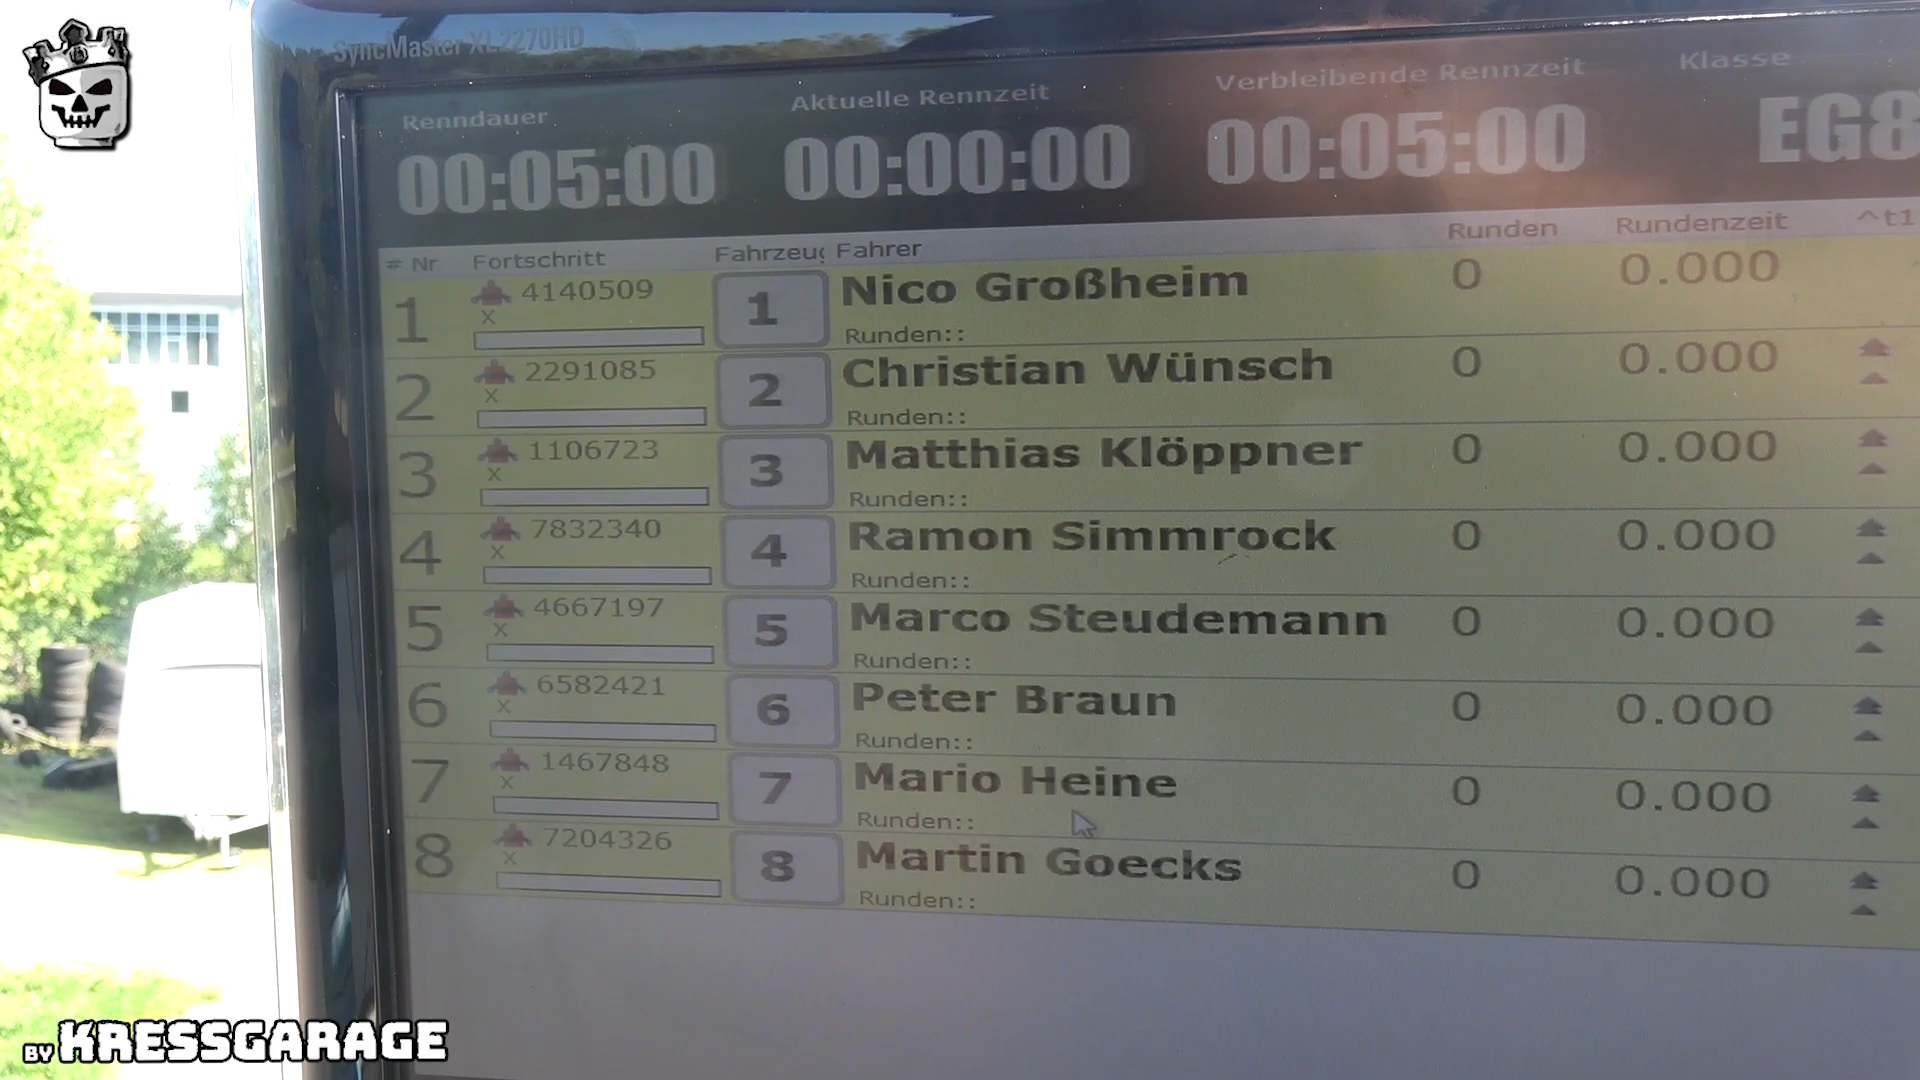 SyncMaster XL2270HD
Renndauer Aktuelle Rennzeit Verbleibende Rennzeit Klasse
00:05:00 00:00:00 00:05:00 EG8
# Nr Fortschritt Fahrzeug Fahrer Runden Rundenzeit ^t1
1 4140509 1 Nico Großheim 0 0.000
x Runden::
2 2291085 2 Christian Wünsch 0 0.000
x Runden::
3 1106723 3 Matthias Klöppner 0 0.000
x Runden::
4 7832340 4 Ramon Simmrock 0 0.000
x Runden::
5 4667197 5 Marco Steudemann 0 0.000
x Runden::
6 6582421 6 Peter Braun 0 0.000
x Runden::
7 1467848 7 Mario Heine 0 0.000
x Runden::
8 7204326 8 Martin Goecks 0 0.000
x Runden::
BY KRESSGARAGE